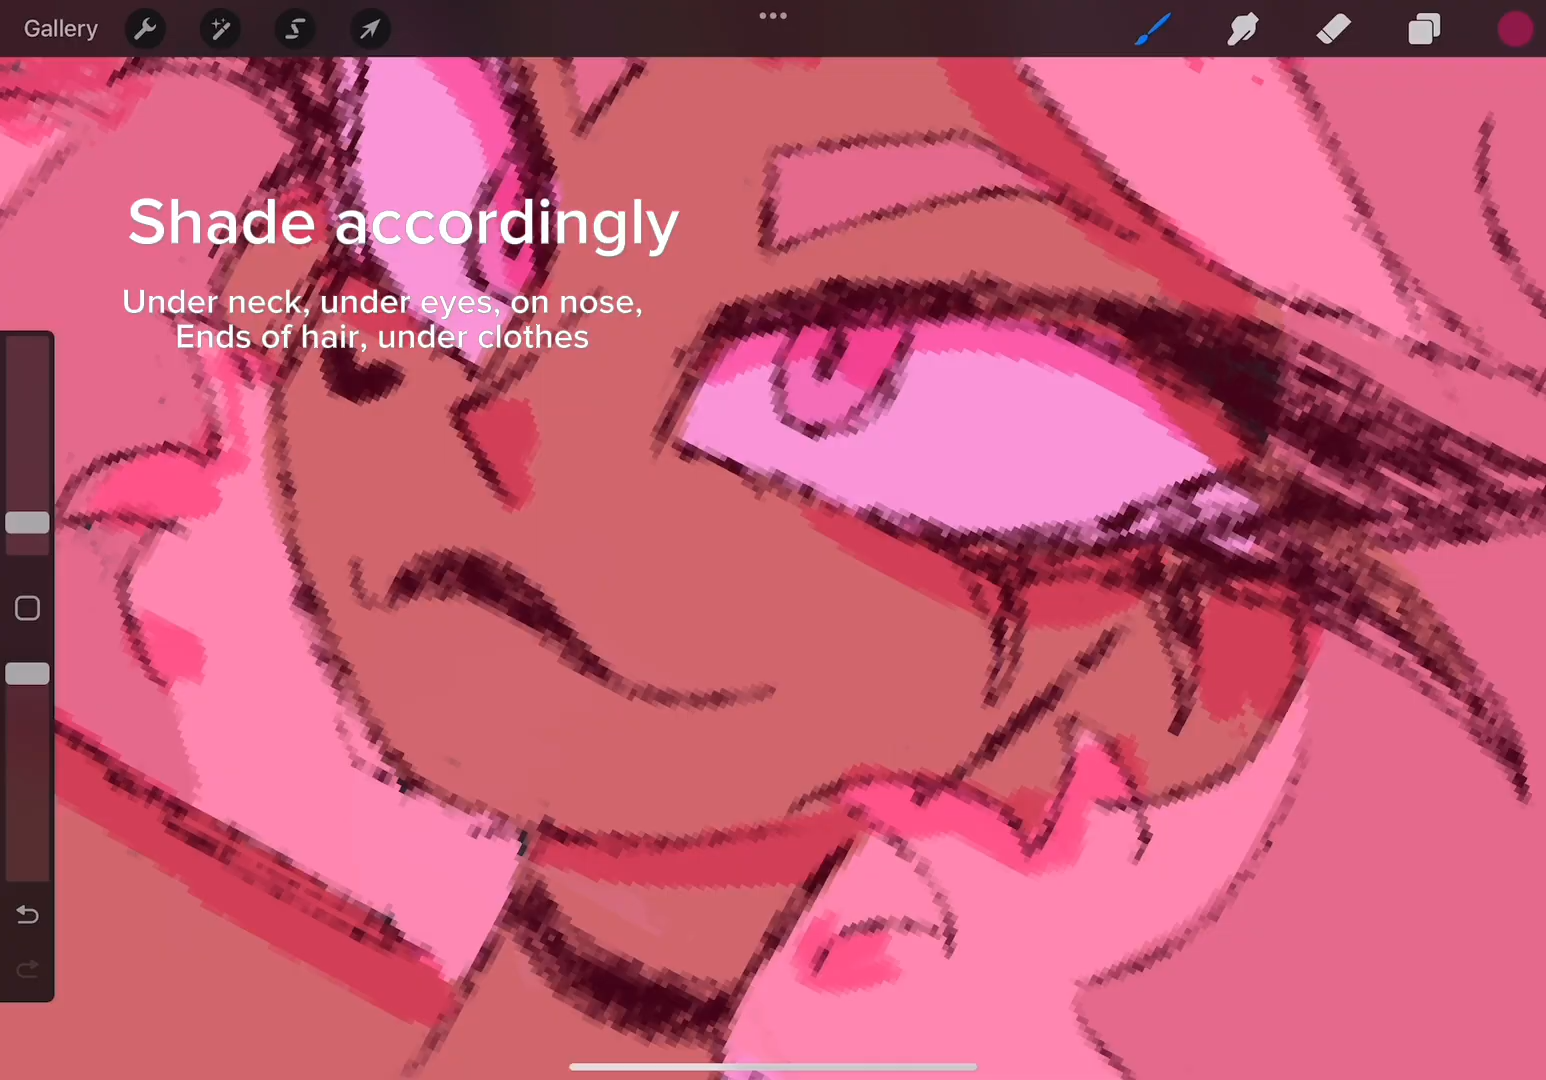 Gallery
Shade accordingly
Under neck, under eyes, on nose,
Ends of hair, under clothes